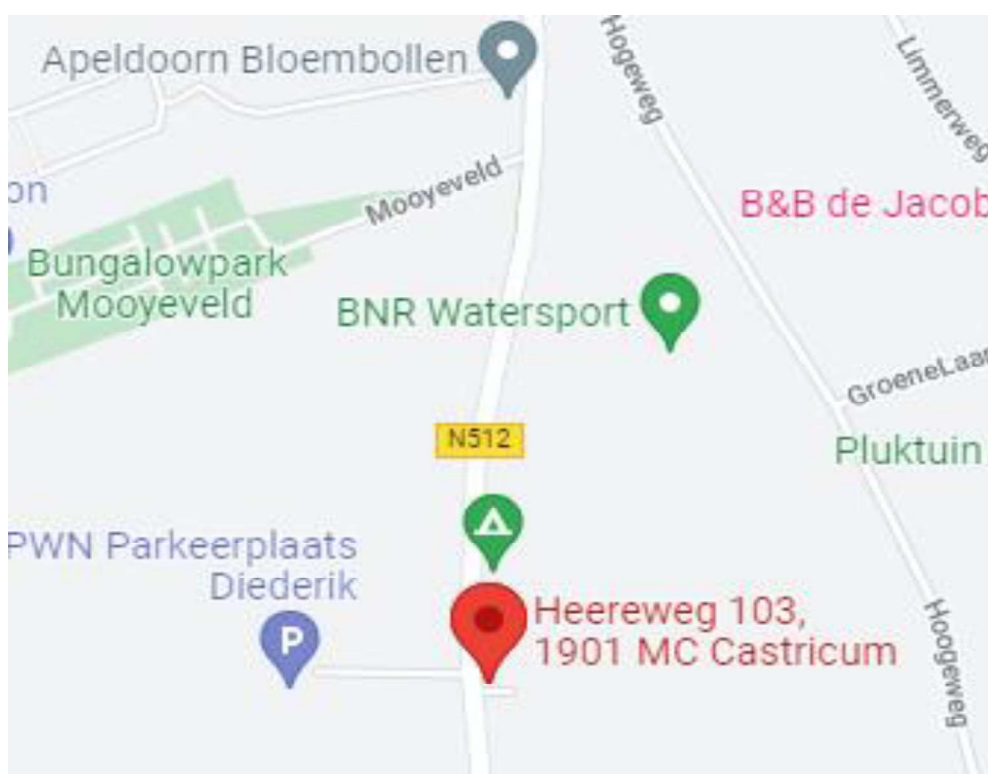 Apeldoorn Bloembollen
Hogeweg
Limmerweg
on
Mooyeveld
B&B de Jacob
Bungalowpark
Mooyeveld
BNR Watersport
GroeneLaan
N512
Pluktuin
PWN Parkeerplaats
Diederik
P
Heereweg 103,
1901 MC Castricum
Hoogeweg